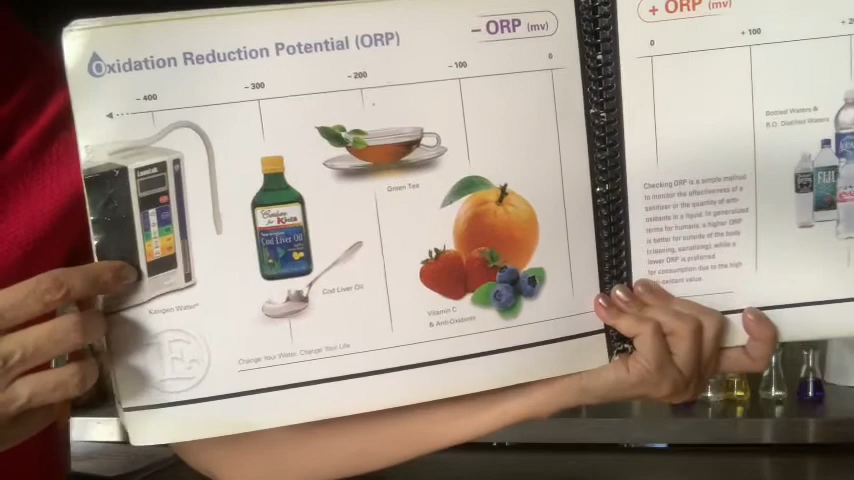 Oxidation Reduction Potential (ORP)
- ORP (mv)
- 400
- 300
- 200
- 100
0
Green Tea
for Kids
Cod Liver Oil
Cod Liver Oil
Kangen Water
Vitamin C
& Anti-Oxidants
Change Your Water, Change Your Life
E
+ ORP (mv)
0
+ 100
Bottled Waters &
R.O. Distilled Waters
FIJI
Checking ORP is a simple method
to monitor the effectiveness of a
sanitizer or the quantity of anti-
oxidants in a liquid. In generalized
terms for humans, a higher ORP
is better for outside of the body
(cleaning, sanitizing), while a
lower ORP is preferred
for consumption due to the high
value.